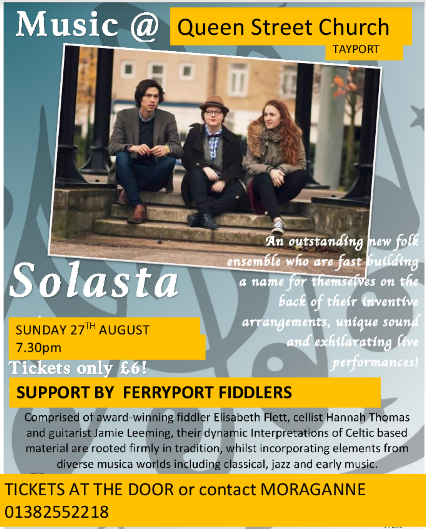 Music @ Queen Street Church
TAYPORT
An outstanding new folk
ensemble who are fast building
a name for themselves on the
back of their inventive
arrangements, unique sound
and exhilarating live
performances!
Solasta
SUNDAY 27TH AUGUST
7.30pm
Tickets only £6!
SUPPORT BY FERRYPORT FIDDLERS
Comprised of award-winning fiddler Elisabeth Flett, cellist Hannah Thomas
and guitarist Jamie Leeming, their dynamic Interpretations of Celtic based
material are rooted firmly in tradition, whilst incorporating elements from
diverse musica worlds including classical, jazz and early music.
TICKETS AT THE DOOR or contact MORAGANNE
01382552218